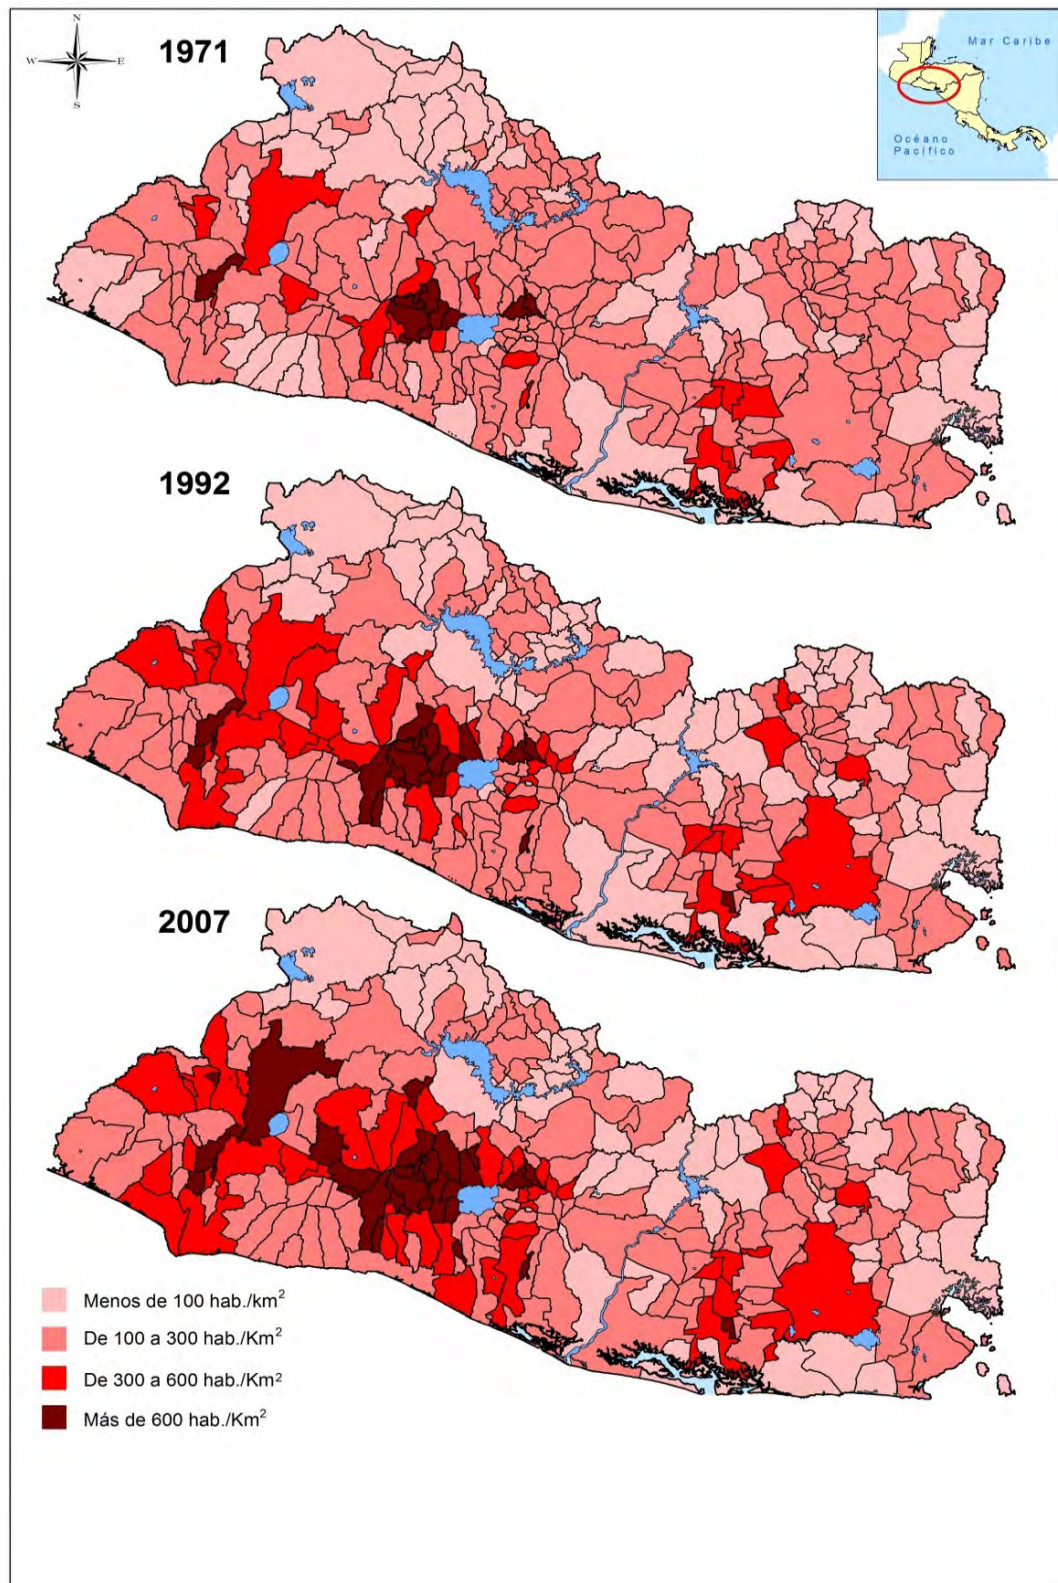 N
W E
S
1971
Mar Caribe
Océano
Pacífico
1992
2007
Menos de 100 hab./km²
De 100 a 300 hab./Km²
De 300 a 600 hab./Km²
Más de 600 hab./Km²